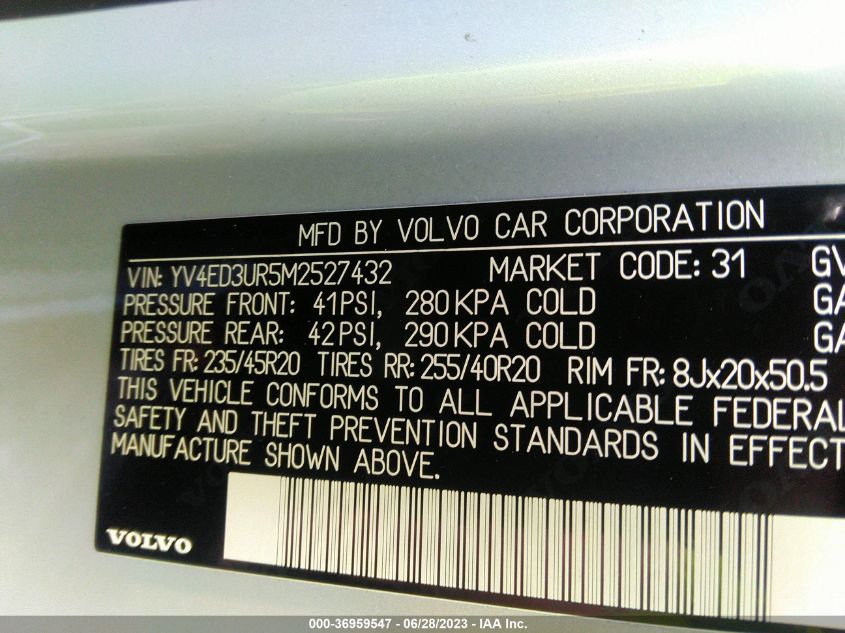 MFD BY VOLVO CAR CORPORATION
VIN: YV4ED3UR5M2527432 MARKET CODE: 31 GV
PRESSURE FRONT: 41PSI, 280KPA COLD GA
PRESSURE REAR: 42PSI, 290KPA COLD GA
TIRES FR: 235/45R20 TIRES RR: 255/40R20 RIM FR: 8Jx20x50.5
THIS VEHICLE CONFORMS TO ALL APPLICABLE FEDERAL
SAFETY AND THEFT PREVENTION STANDARDS IN EFFECT
MANUFACTURE SHOWN ABOVE.
VOLVO
000-36959547 / 06/28/2023 - IAA Inc.